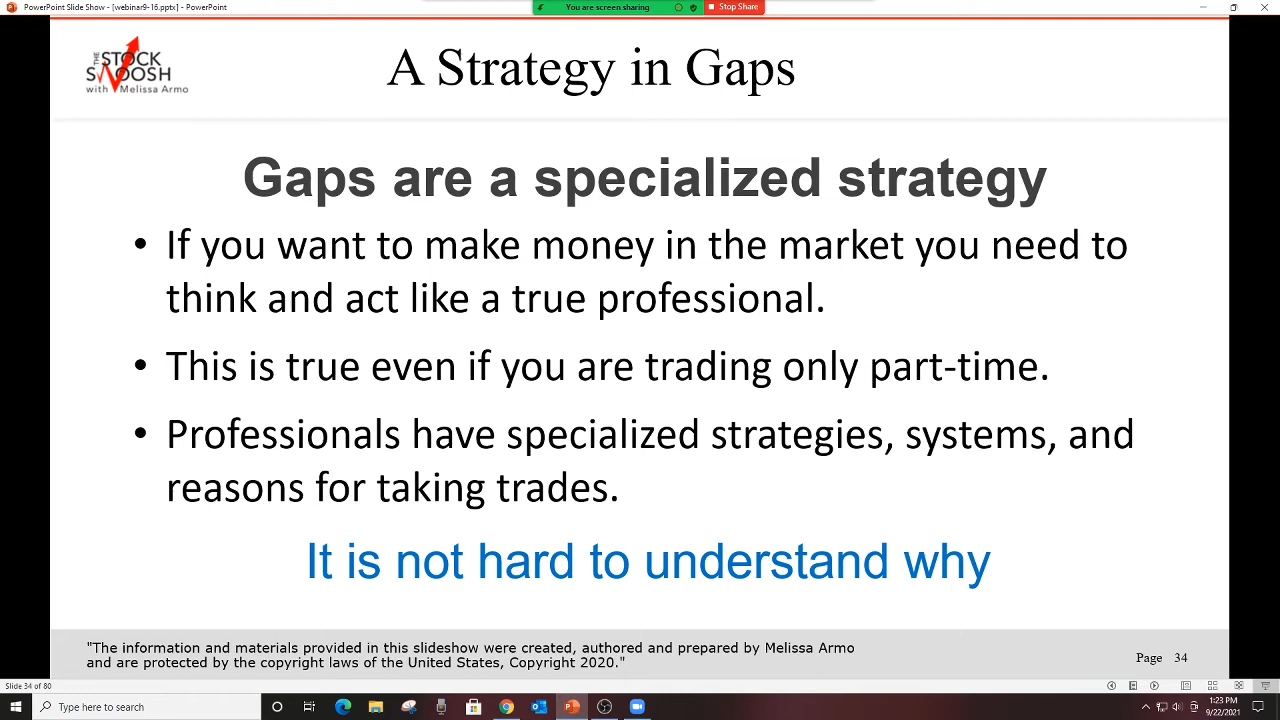 PowerPoint Slide Show - [webinar9-16.pptx] - PowerPoint
You are screen sharing
Stop Share
THE STOCK
SWOOSH
with Melissa Armo
A Strategy in Gaps
Gaps are a specialized strategy
• If you want to make money in the market you need to
think and act like a true professional.
• This is true even if you are trading only part-time.
• Professionals have specialized strategies, systems, and
reasons for taking trades.
It is not hard to understand why
"The information and materials provided in this slideshow were created, authored and prepared by Melissa Armo
and are protected by the copyright laws of the United States, Copyright 2020."
Page 34
Slide 34 of 80
Type here to search
1:23 PM
9/22/2021